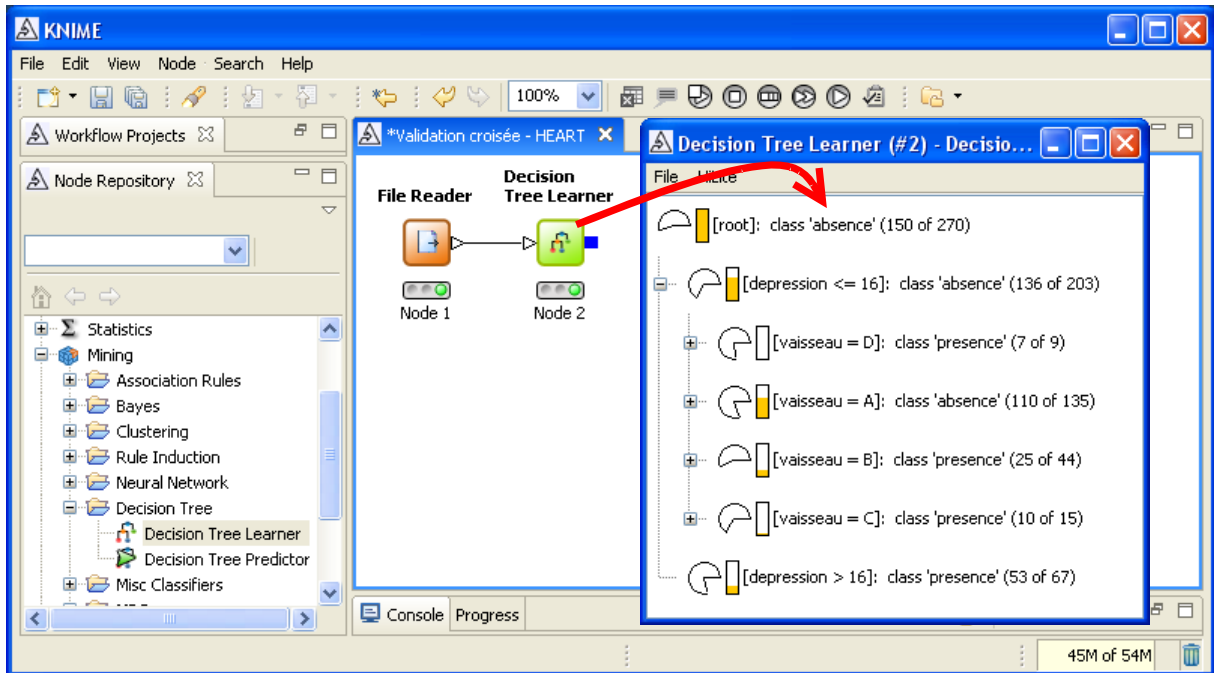 KNIME
File Edit View Node Search Help
100%
Workflow Projects
Node Repository
Statistics
Mining
Association Rules
Bayes
Clustering
Rule Induction
Neural Network
Decision Tree
Decision Tree Learner
Decision Tree Predictor
Misc Classifiers
*Validation croisée - HEART
File Reader
Decision
Tree Learner
Node 1
Node 2
Decision Tree Learner (#2) - Decisio...
File HiLite
[root]: class 'absence' (150 of 270)
[depression <= 16]: class 'absence' (136 of 203)
[vaisseau = D]: class 'presence' (7 of 9)
[vaisseau = A]: class 'absence' (110 of 135)
[vaisseau = B]: class 'presence' (25 of 44)
[vaisseau = C]: class 'presence' (10 of 15)
[depression > 16]: class 'presence' (53 of 67)
Console Progress
45M of 54M